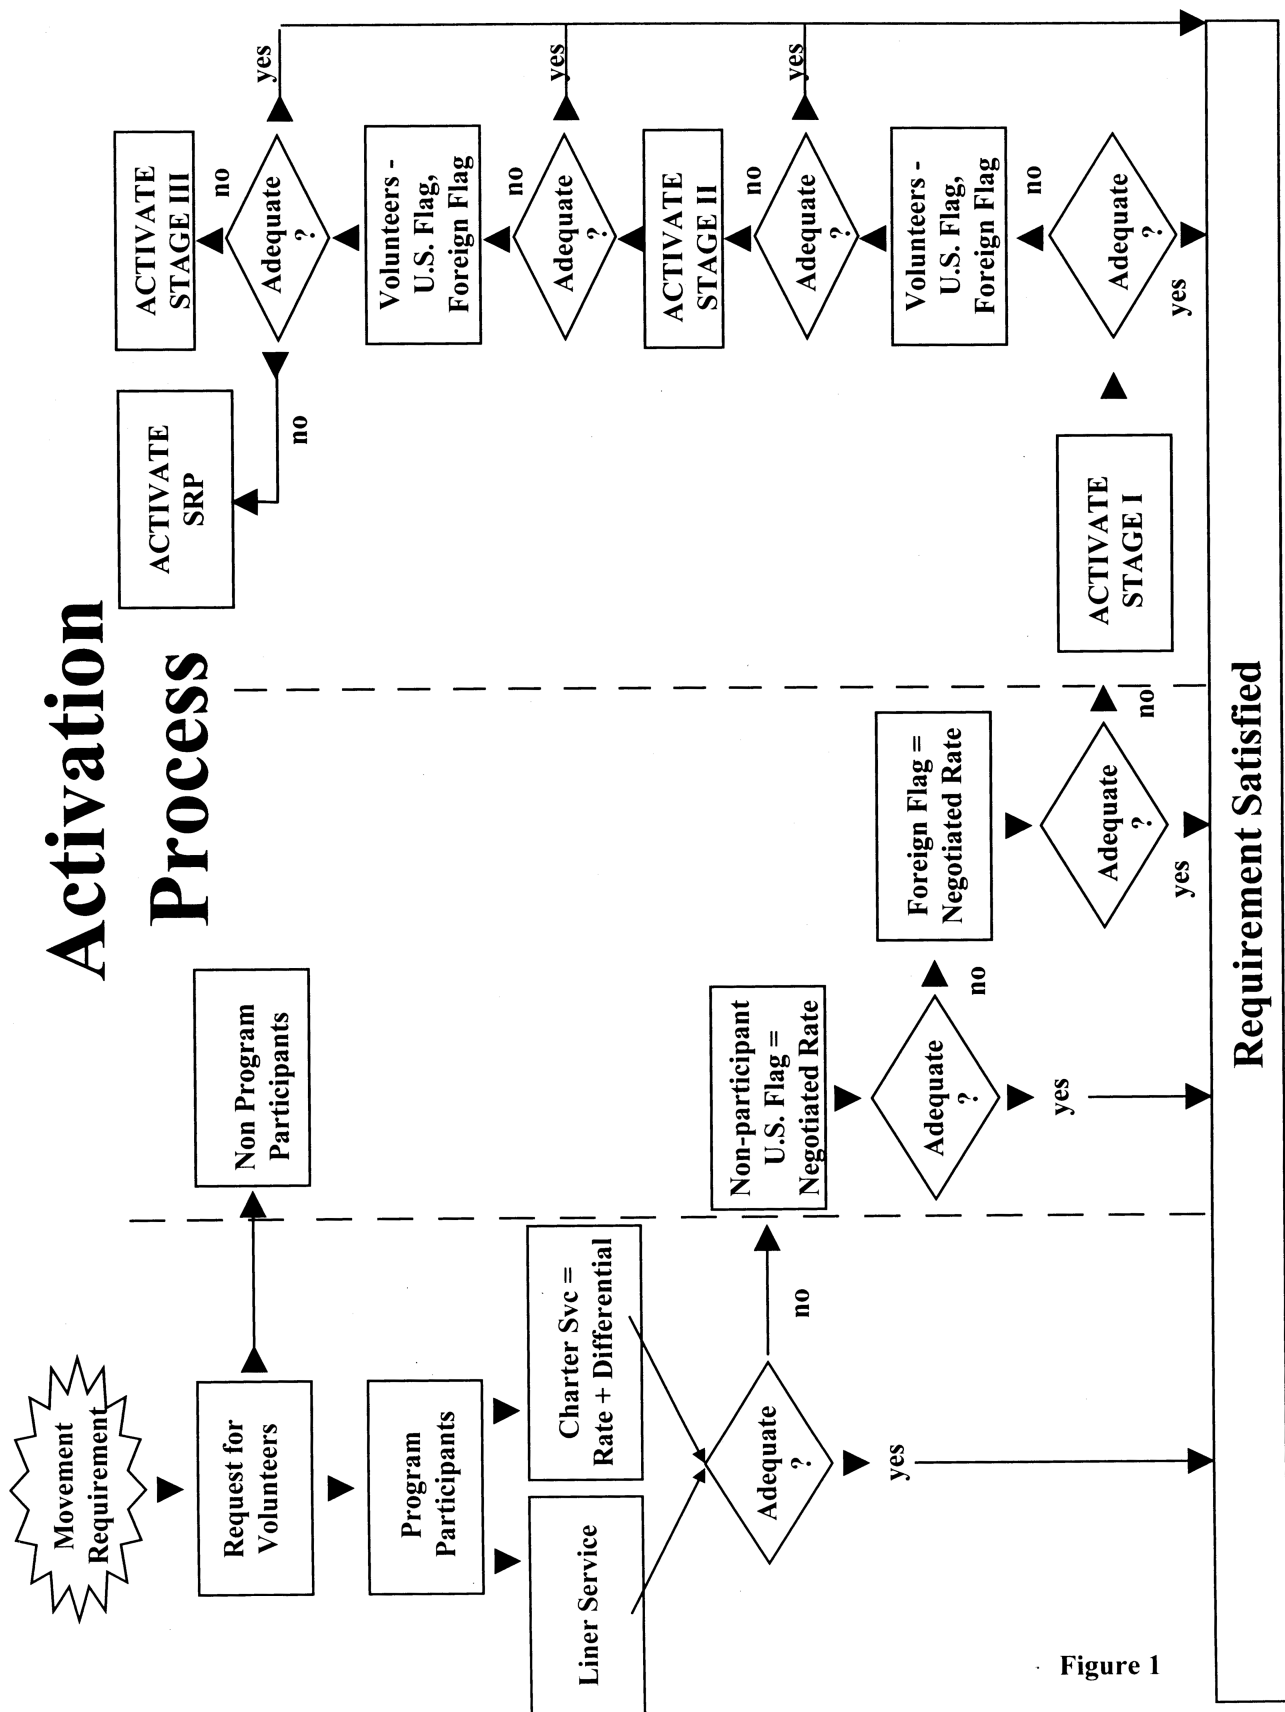 Activation
Process
Movement
Requirement
Request for
Volunteers
Non Program
Participants
Program
Participants
Liner Service
Charter Svc =
Rate + Differential
Adequate
?
no
yes
Non-participant
U.S. Flag =
Negotiated Rate
Adequate
?
no
yes
Foreign Flag =
Negotiated Rate
Adequate
?
no
yes
ACTIVATE
STAGE I
Adequate
?
yes
no
Volunteers -
U.S. Flag,
Foreign Flag
Adequate
?
yes
no
ACTIVATE
STAGE II
Adequate
?
yes
no
Volunteers -
U.S. Flag,
Foreign Flag
Adequate
?
yes
no
no
ACTIVATE
STAGE III
ACTIVATE
SRP
Requirement Satisfied
Figure 1